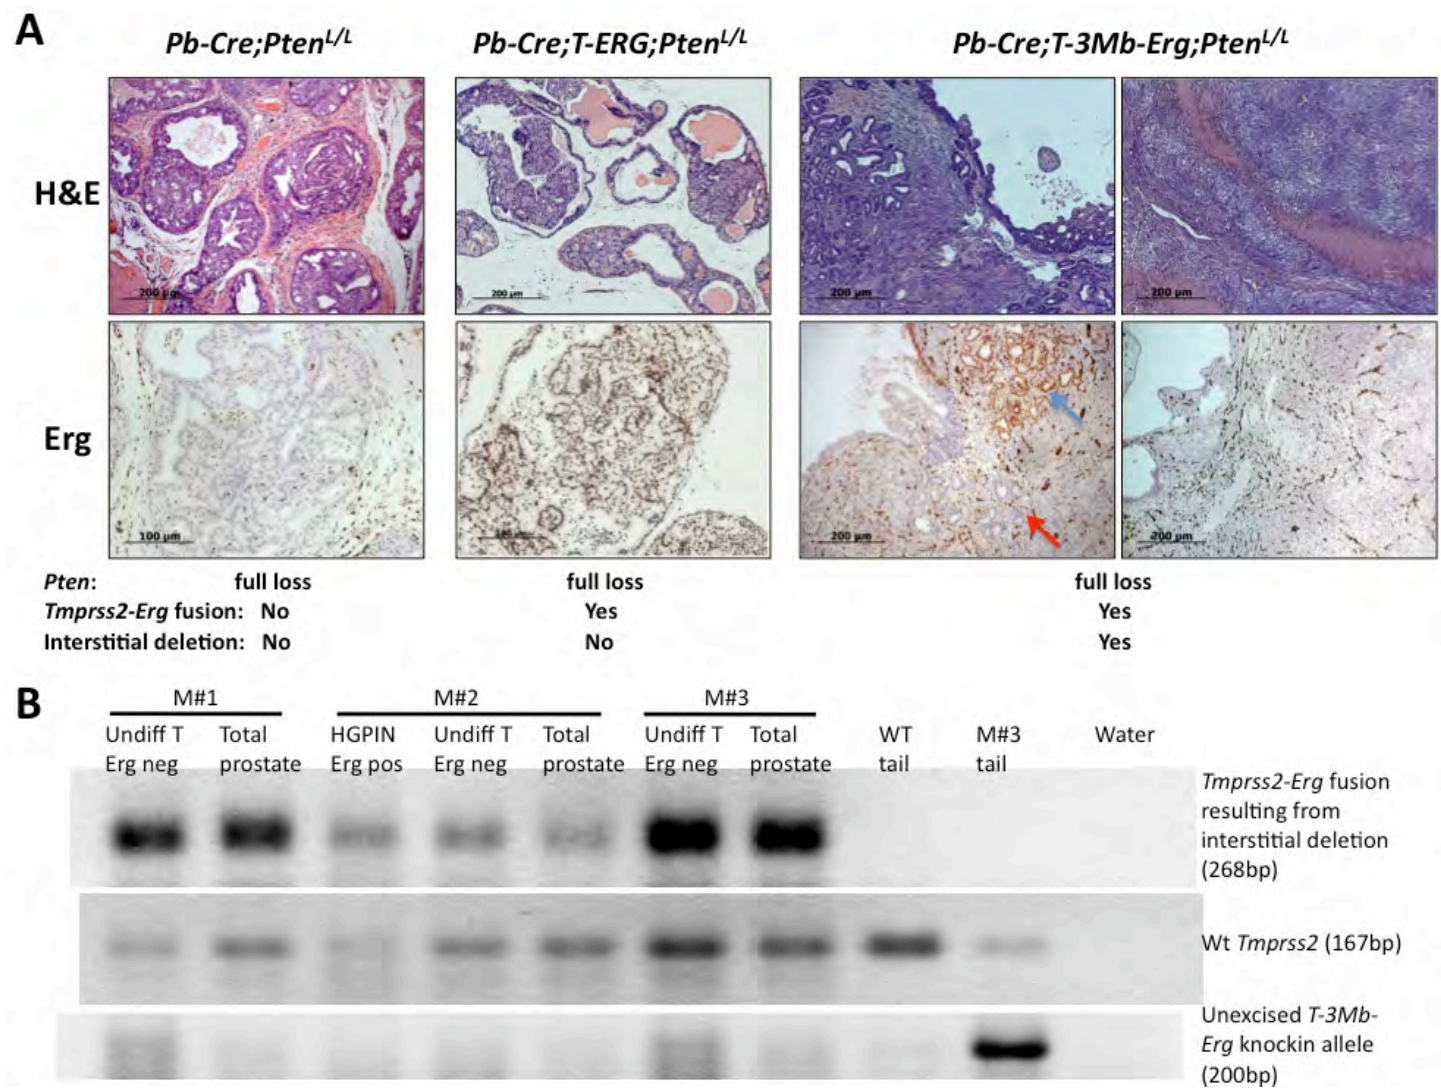 A
Pb-Cre;Pten^L/L
Pb-Cre;T-ERG;Pten^L/L
Pb-Cre;T-3Mb-Erg;Pten^L/L
H&E
200 µm
200 µm
200 µm
200 µm
Erg
100 µm
200 µm
200 µm
Pten: full loss full loss full loss
Tmprss2-Erg fusion: No Yes Yes
Interstitial deletion: No No Yes
B
M#1 M#2 M#3
Undiff T Total HGPIN Undiff T Total Undiff T Total WT M#3 Water
Erg neg prostate Erg pos Erg neg prostate Erg neg prostate tail tail
Tmprss2-Erg fusion
resulting from
interstitial deletion
(268bp)
Wt Tmprss2 (167bp)
Unexcised T-3Mb-
Erg knockin allele
(200bp)